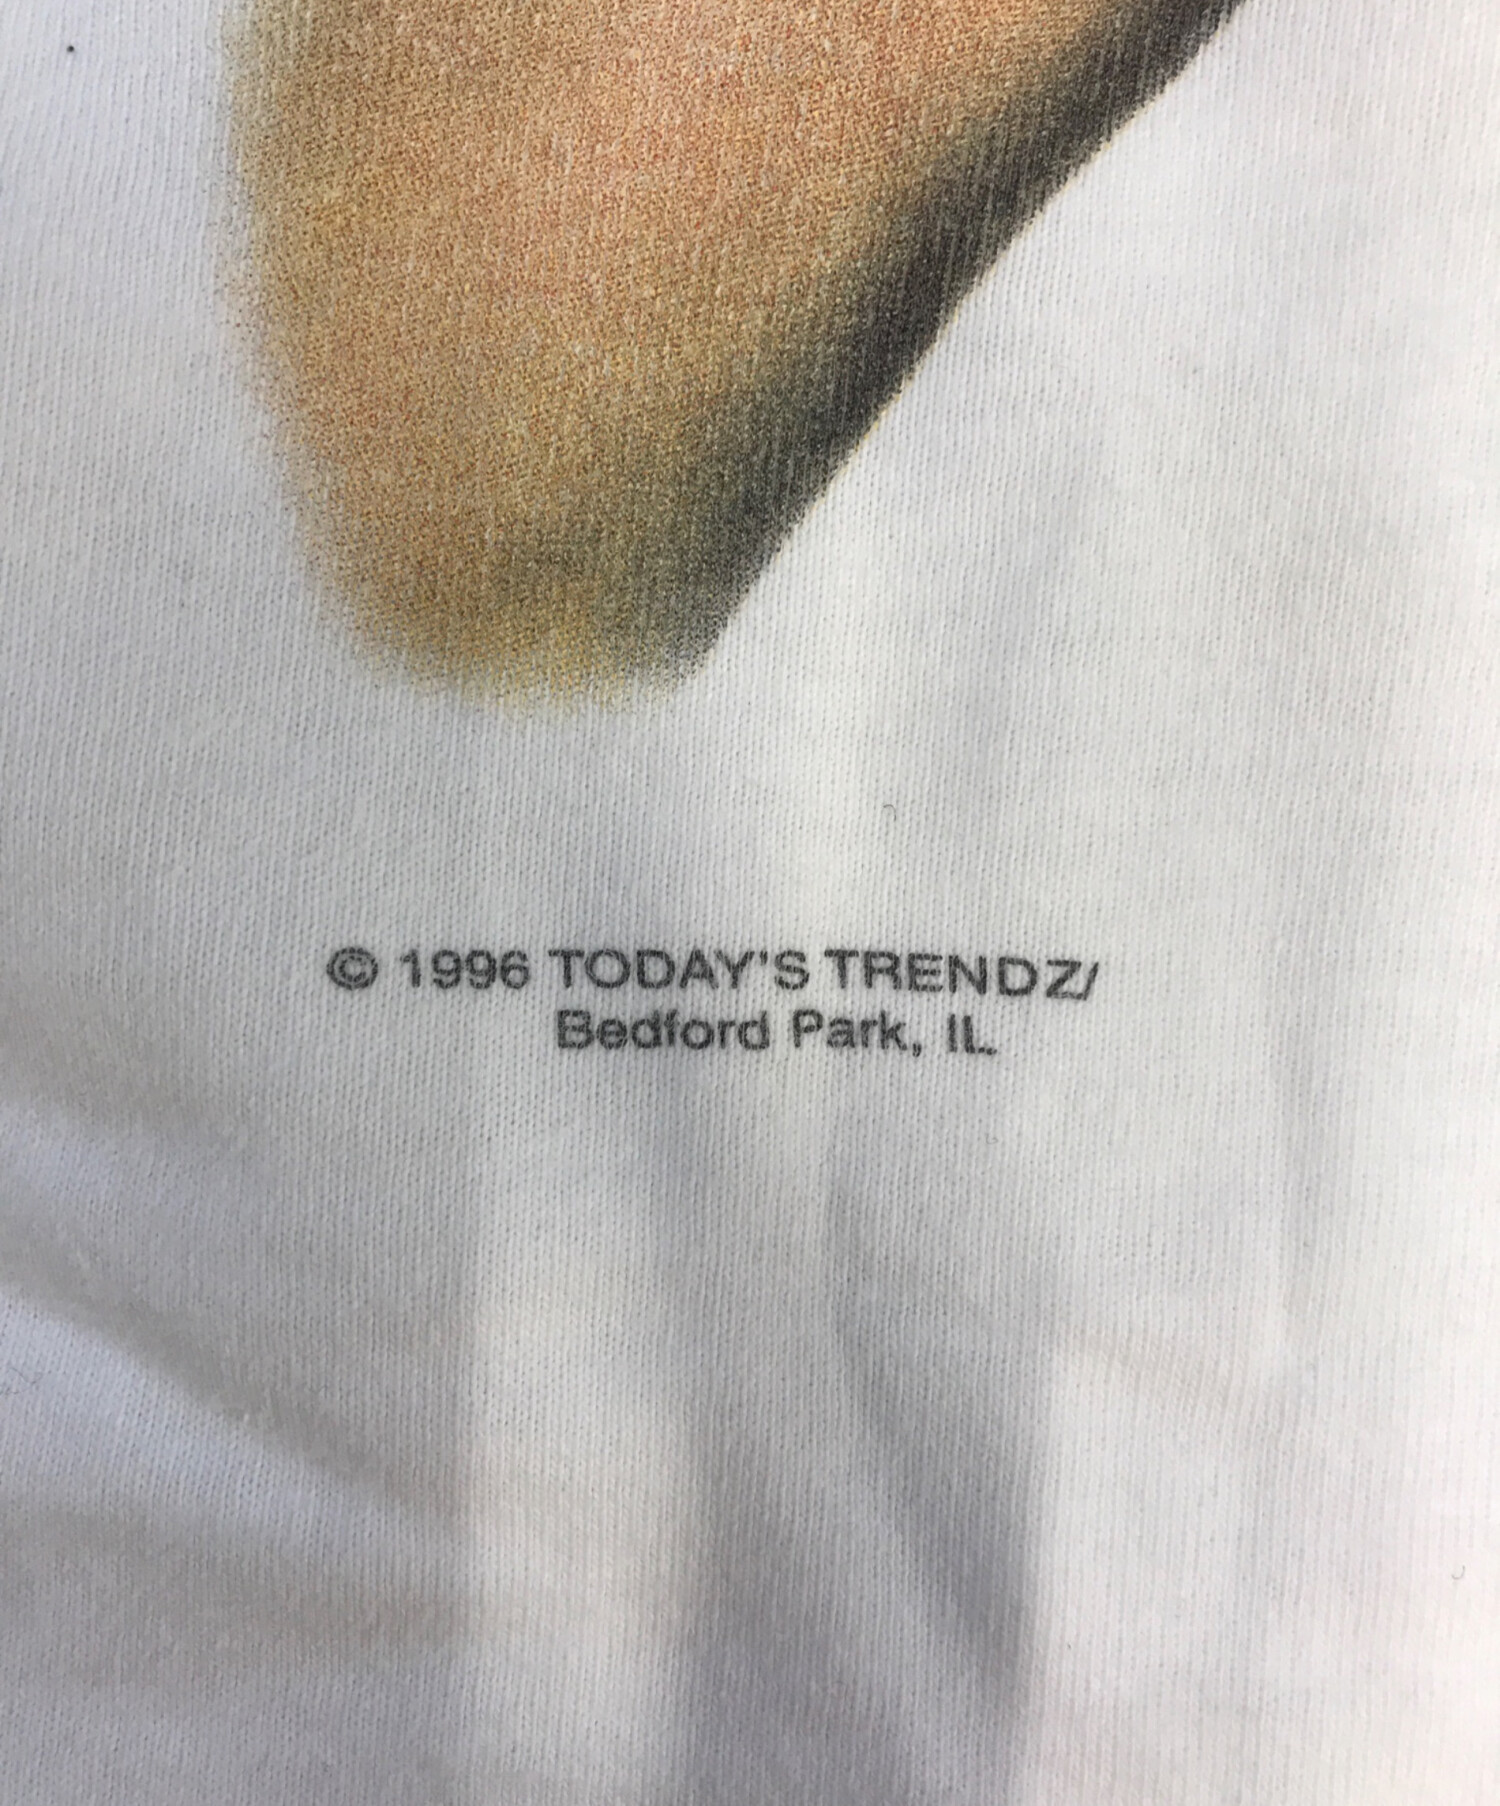 © 1996 TODAY'S TRENDZ/
Bedford Park, IL.